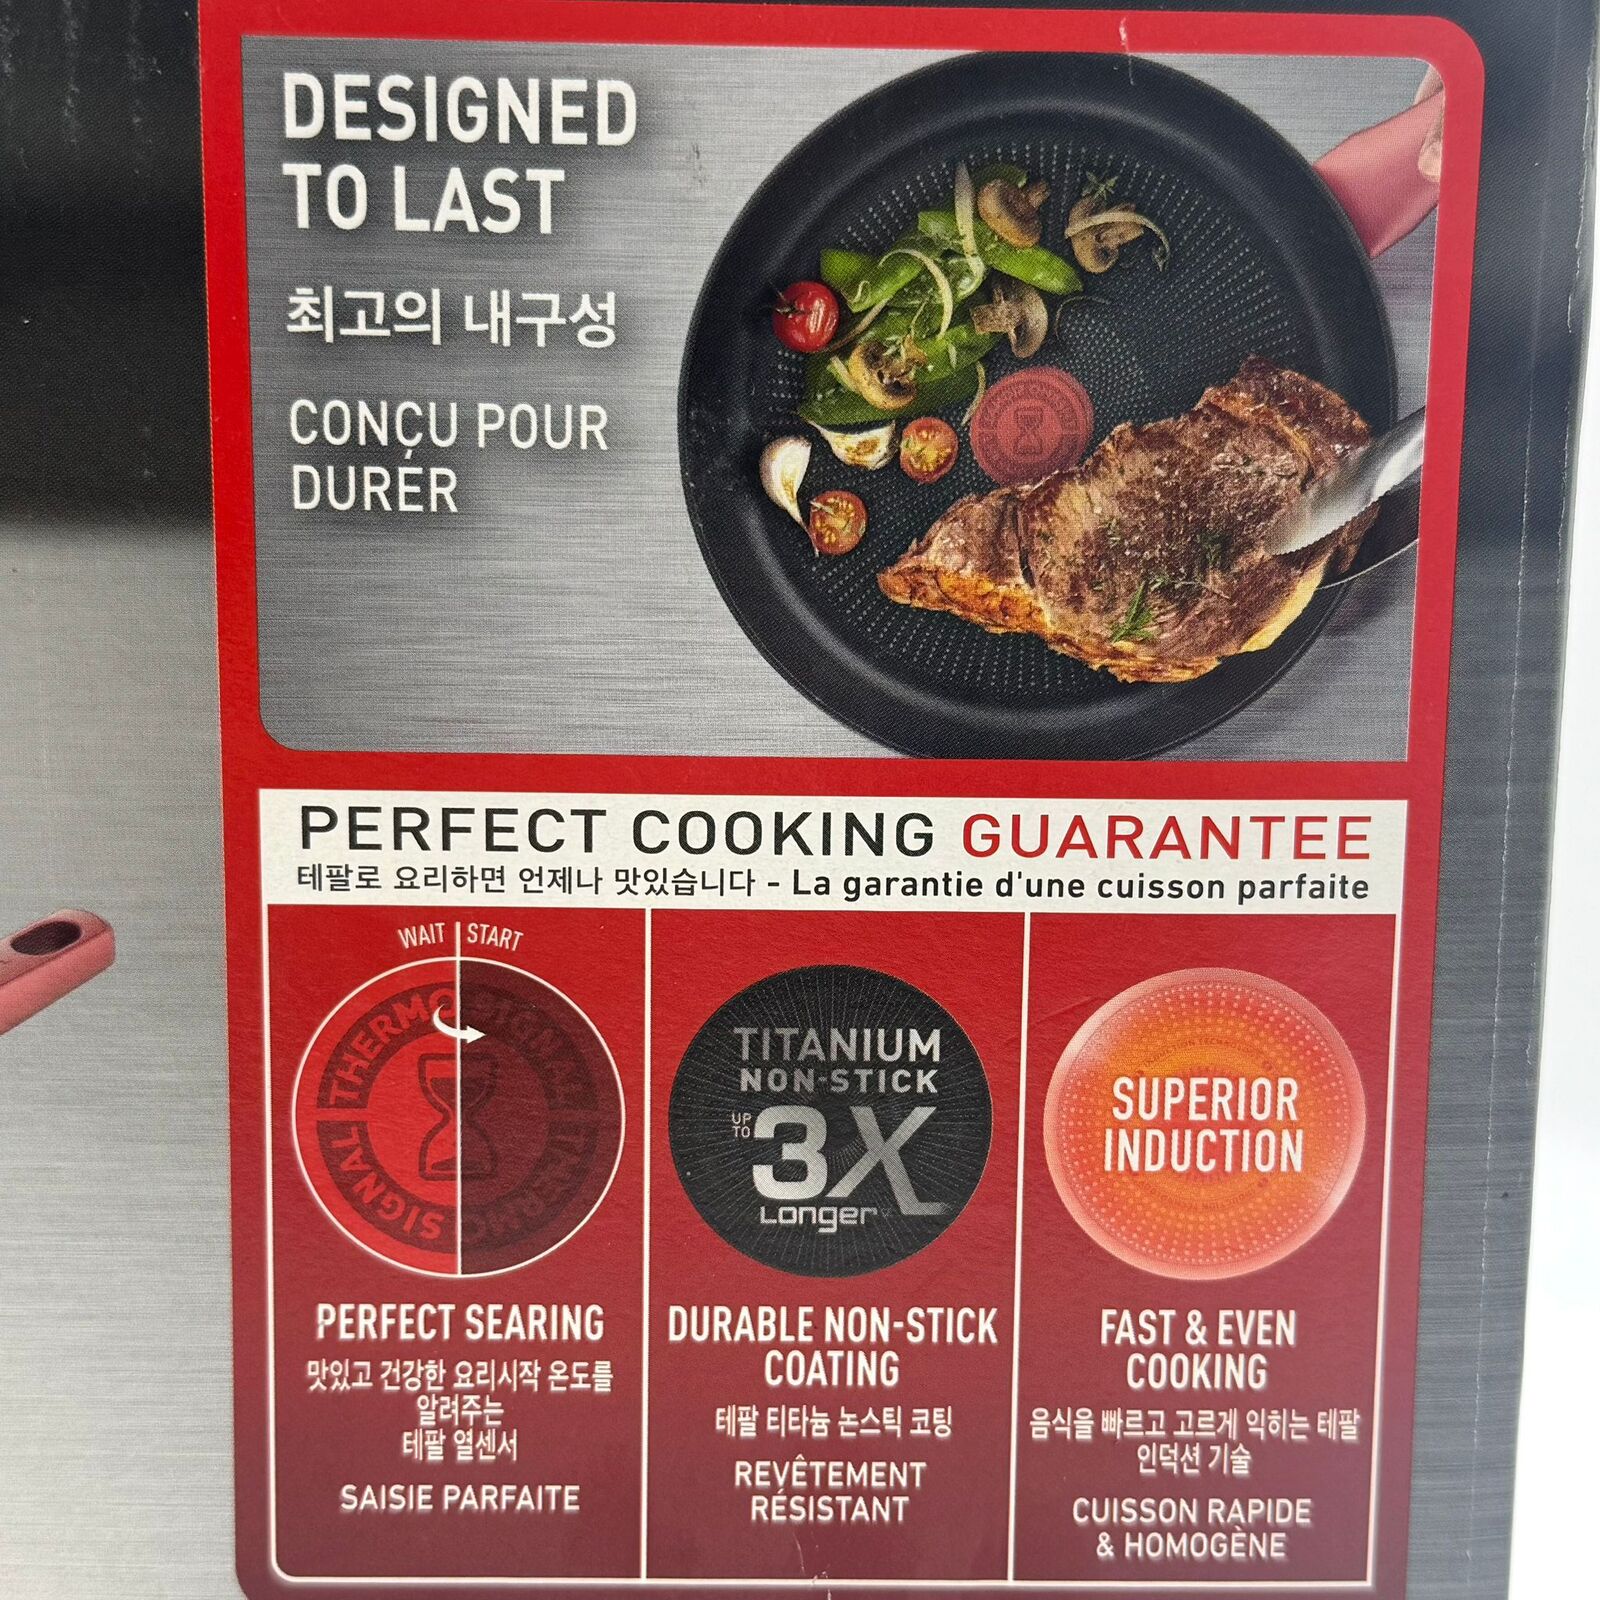 DESIGNED
TO LAST
최고의 내구성
CONÇU POUR
DURER
PERFECT COOKING GUARANTEE
테팔로 요리하면 언제나 맛있습니다 - La garantie d'une cuisson parfaite
WAIT | START
THERMO SIGNAL THERMO SIGNAL
PERFECT SEARING
맛있고 건강한 요리시작 온도를
알려주는
테팔 열센서
SAISIE PARFAITE
TITANIUM
NON-STICK
UP TO 3X
Longer
DURABLE NON-STICK
COATING
테팔 티타늄 논스틱 코팅
REVÊTEMENT
RÉSISTANT
SUPERIOR
INDUCTION
FAST & EVEN
COOKING
음식을 빠르고 고르게 익히는 테팔
인덕션 기술
CUISSON RAPIDE
& HOMOGÈNE